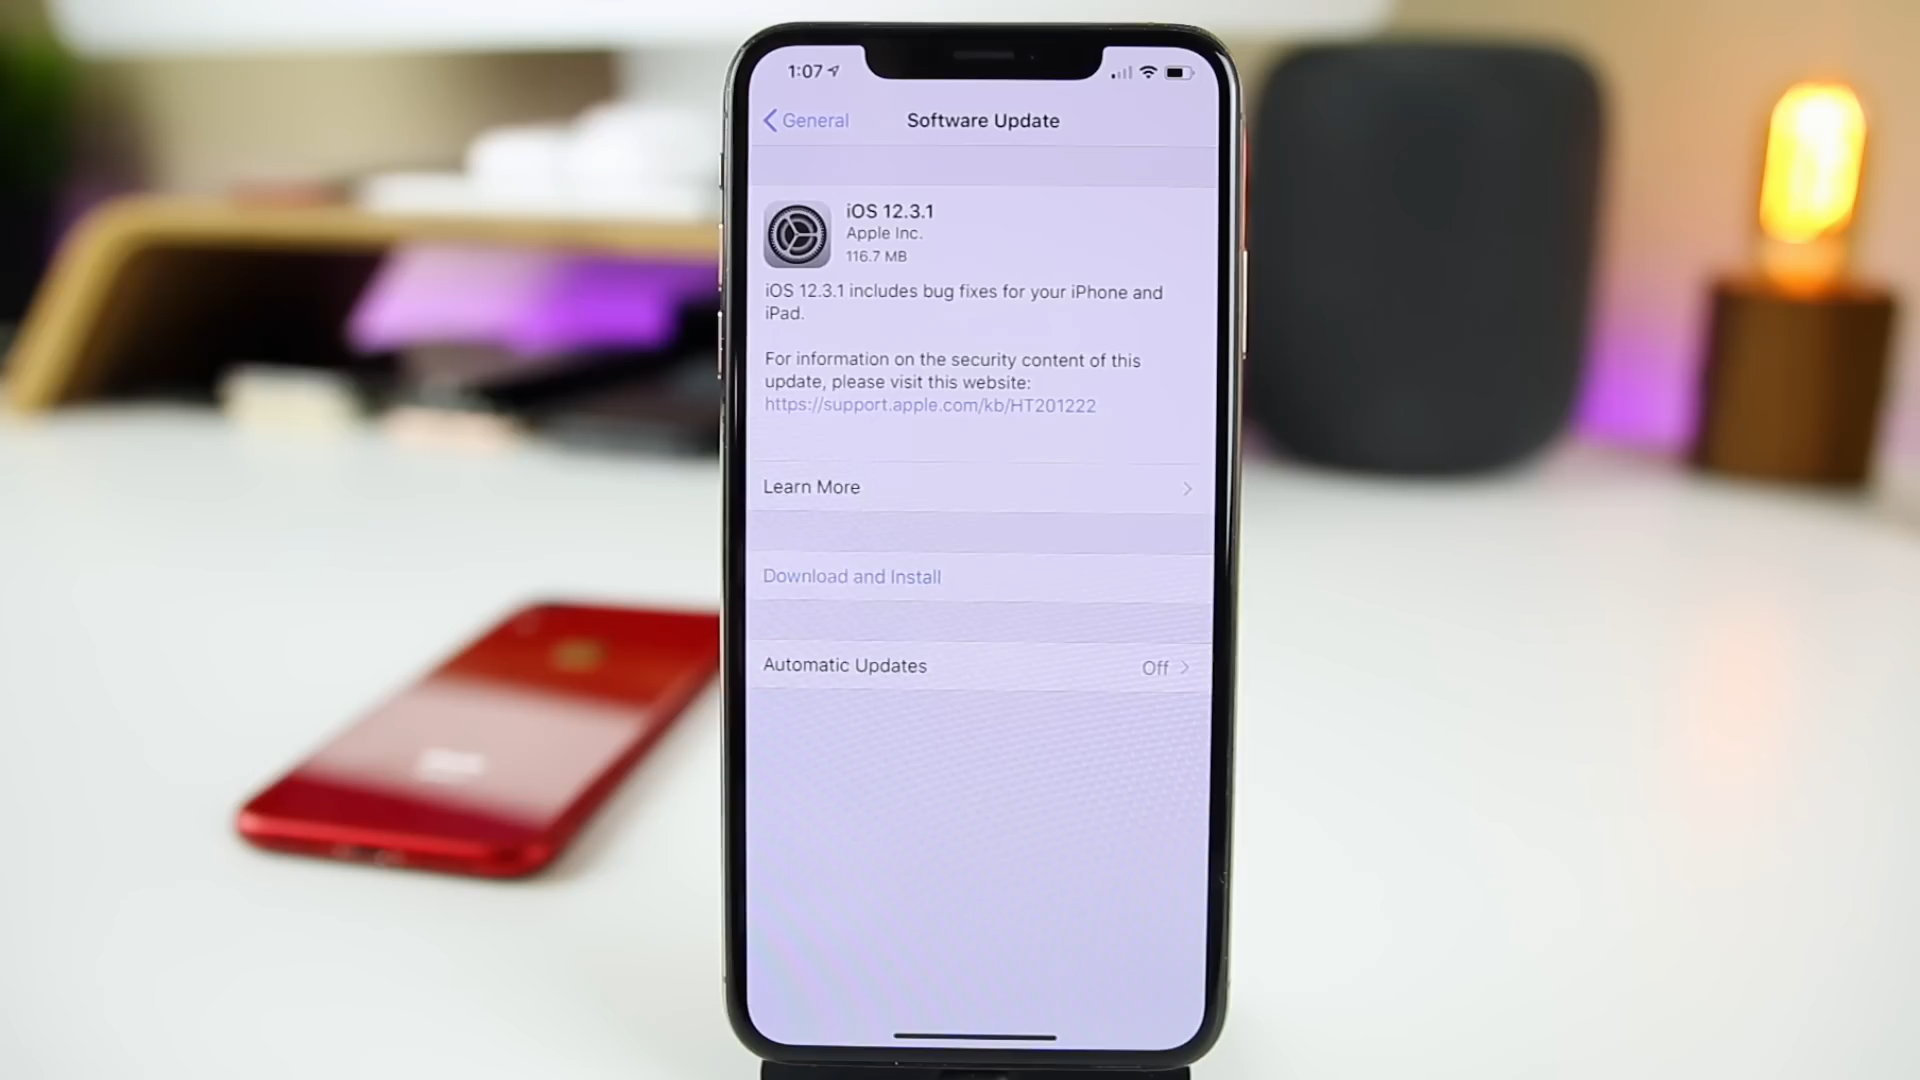 1:07
General
Software Update
iOS 12.3.1
Apple Inc.
116.7 MB
iOS 12.3.1 includes bug fixes for your iPhone and
iPad.
For information on the security content of this
update, please visit this website:
https://support.apple.com/kb/HT201222
Learn More
Download and Install
Automatic Updates Off